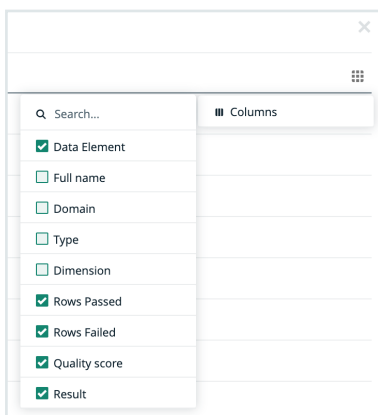 Search...
Columns
Data Element
Full name
Domain
Type
Dimension
Rows Passed
Rows Failed
Quality score
Result